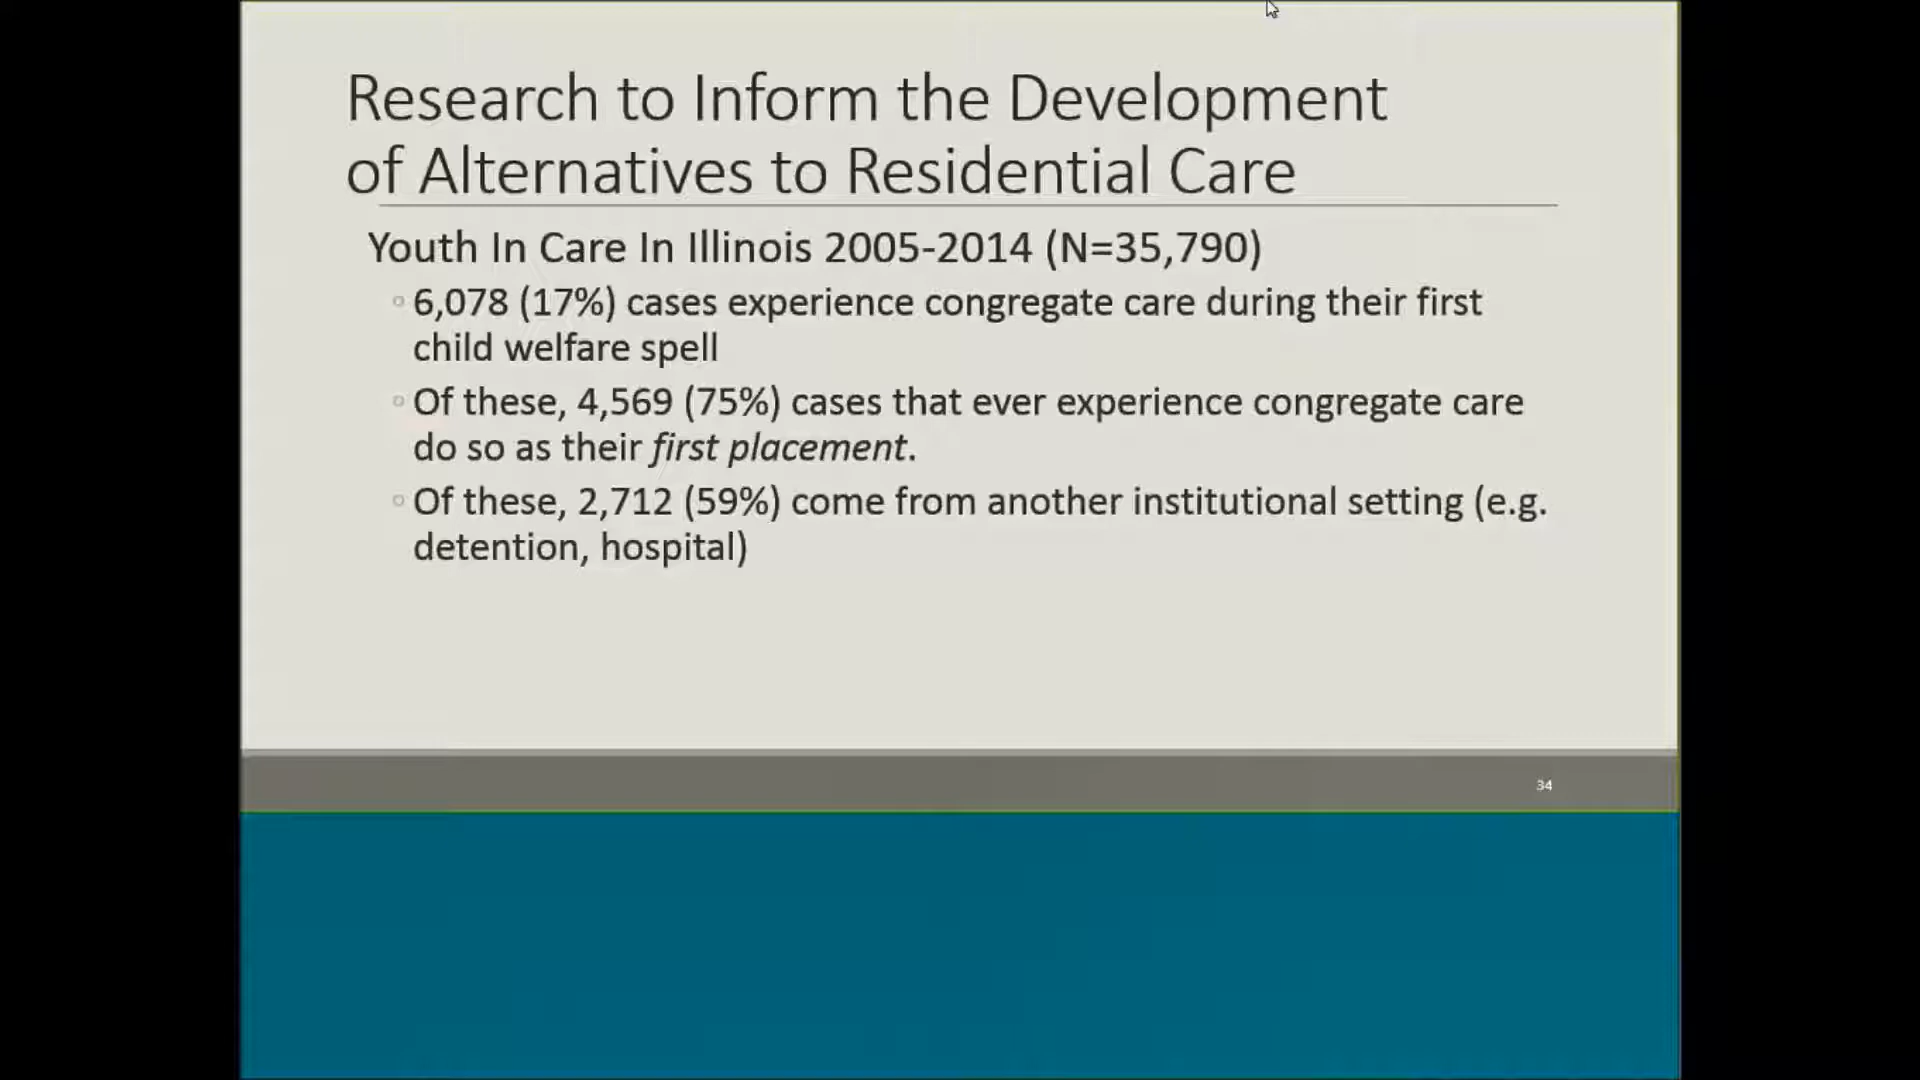 Research to Inform the Development
of Alternatives to Residential Care
Youth In Care In Illinois 2005-2014 (N=35,790)
6,078 (17%) cases experience congregate care during their first
child welfare spell
Of these, 4,569 (75%) cases that ever experience congregate care
do so as their first placement.
Of these, 2,712 (59%) come from another institutional setting (e.g.
detention, hospital)
34